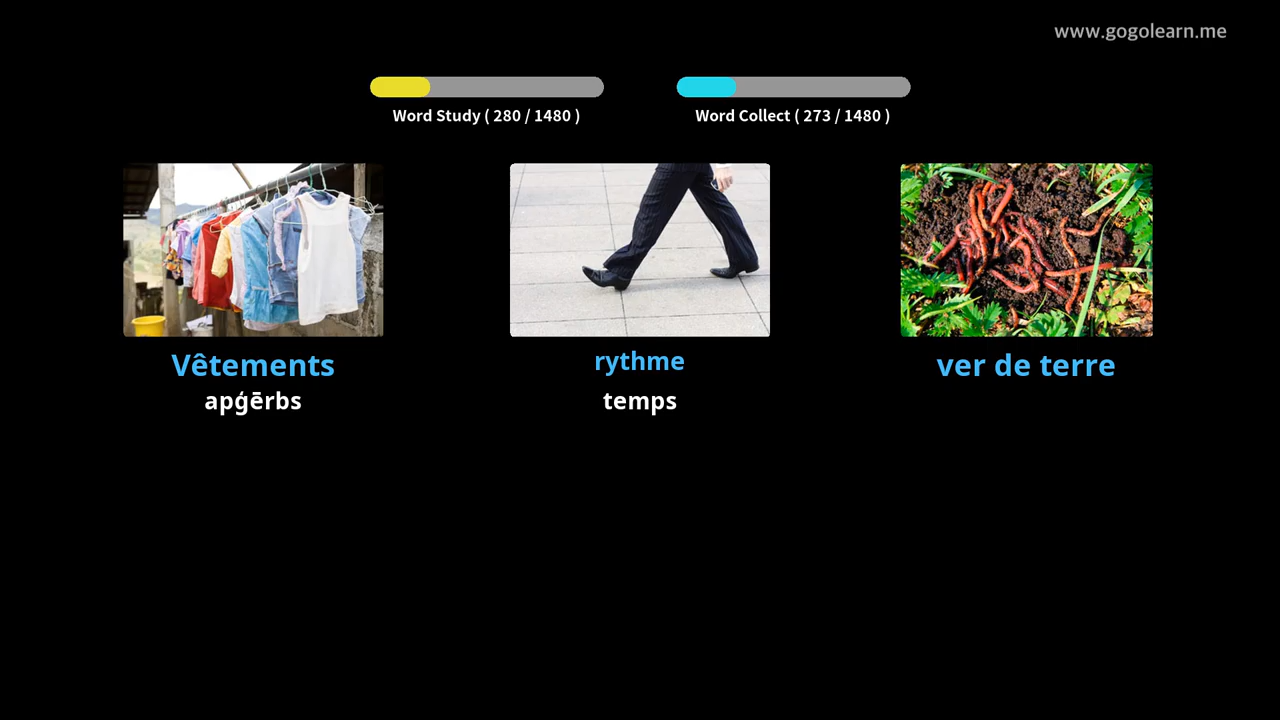 www.gogolearn.me
Word Study ( 280 / 1480 )
Word Collect ( 273 / 1480 )
Vêtements
apģērbs
rythme
temps
ver de terre